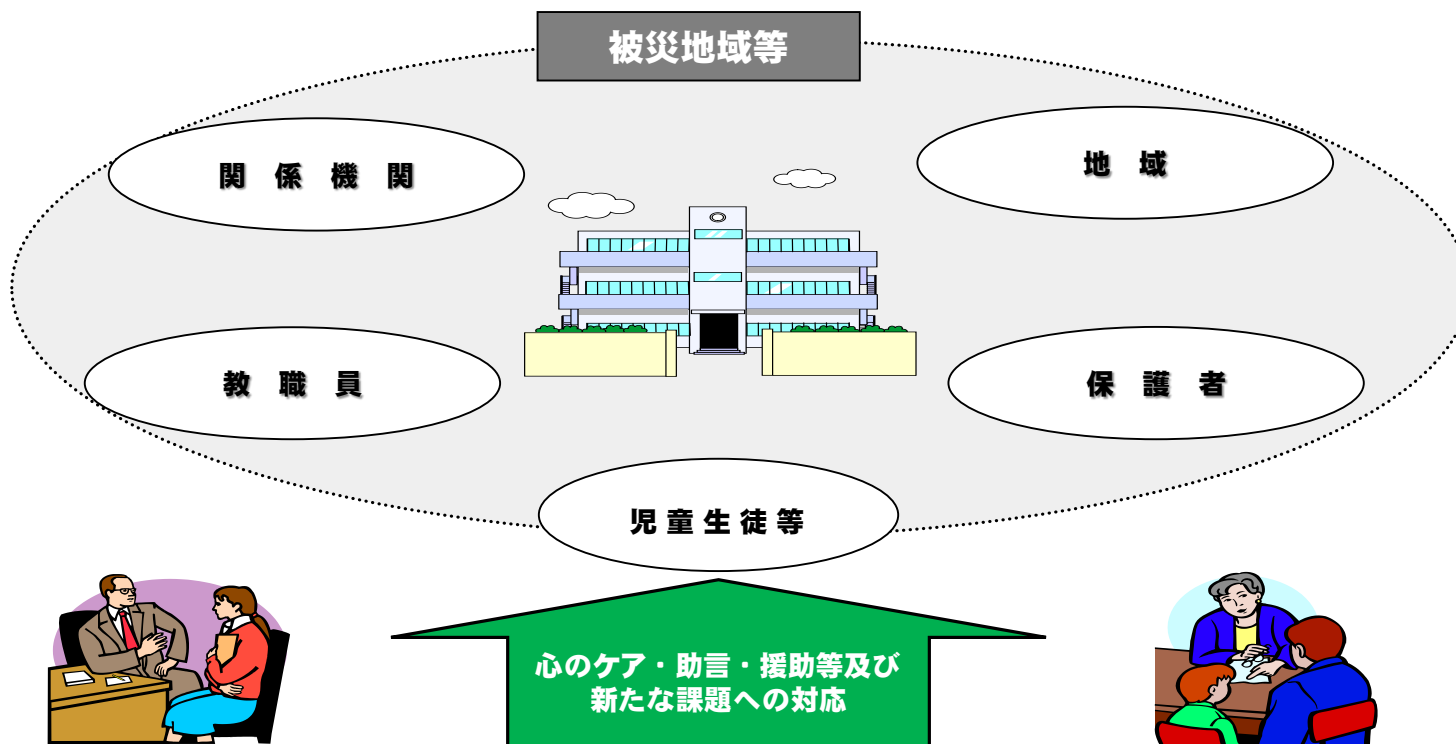 被災地域等
関 係 機 関
地 域
教 職 員
保 護 者
児 童 生 徒 等
心のケア・助言・援助等及び
新たな課題への対応